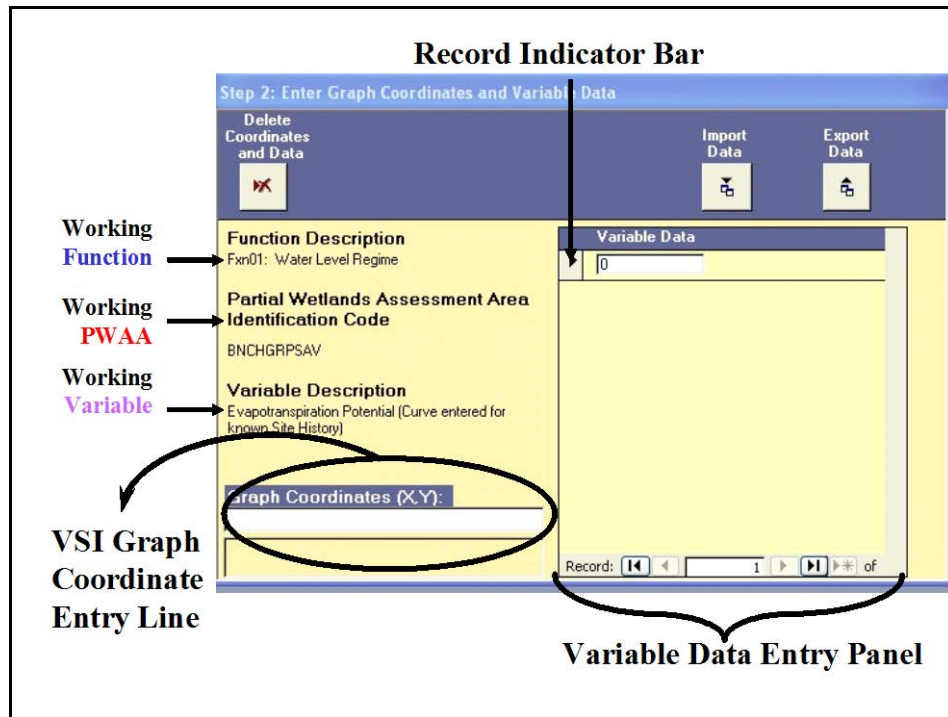 Record Indicator Bar
Step 2: Enter Graph Coordinates and Variable Data
Delete
Coordinates
and Data
Import
Data
Export
Data
Working
Function
Function Description
Fxn01: Water Level Regime
Variable Data
0
Working
PWAA
Partial Wetlands Assessment Area
Identification Code
BNCHGRPSAV
Working
Variable
Variable Description
Evapotranspiration Potential (Curve entered for
known Site History)
Graph Coordinates (X,Y):
VSI Graph
Coordinate
Entry Line
Record: 1 of
Variable Data Entry Panel